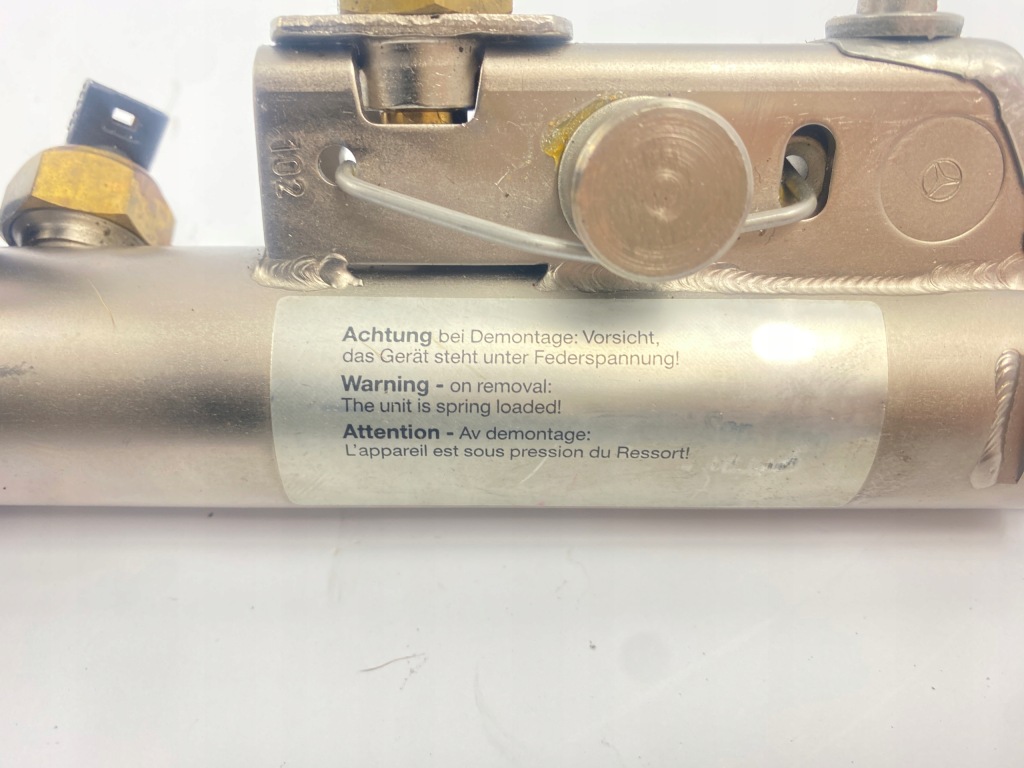 102
Achtung bei Demontage: Vorsicht,
das Gerät steht unter Federspannung!
Warning - on removal:
The unit is spring loaded!
Attention - Av demontage:
L'appareil est sous pression du Ressort!